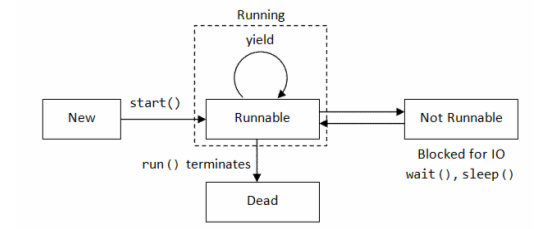 Running
yield
start()
New
Runnable
Not Runnable
run() terminates
Blocked for IO
wait(), sleep()
Dead